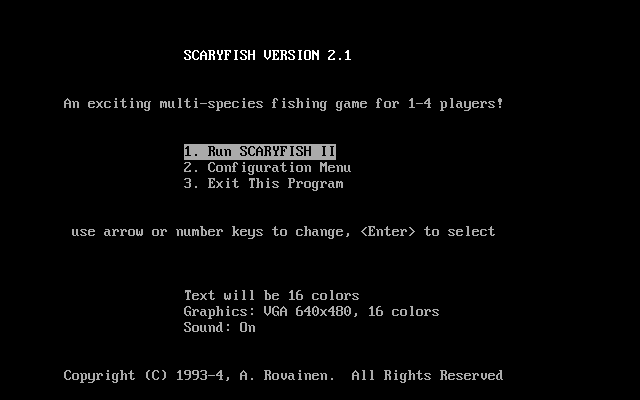 SCARYFISH VERSION 2.1
An exciting multi-species fishing game for 1-4 players!
1. Run SCARYFISH II
2. Configuration Menu
3. Exit This Program
use arrow or number keys to change, <Enter> to select
Text will be 16 colors
Graphics: VGA 640x480, 16 colors
Sound: On
Copyright (C) 1993-4, A. Rovainen.  All Rights Reserved